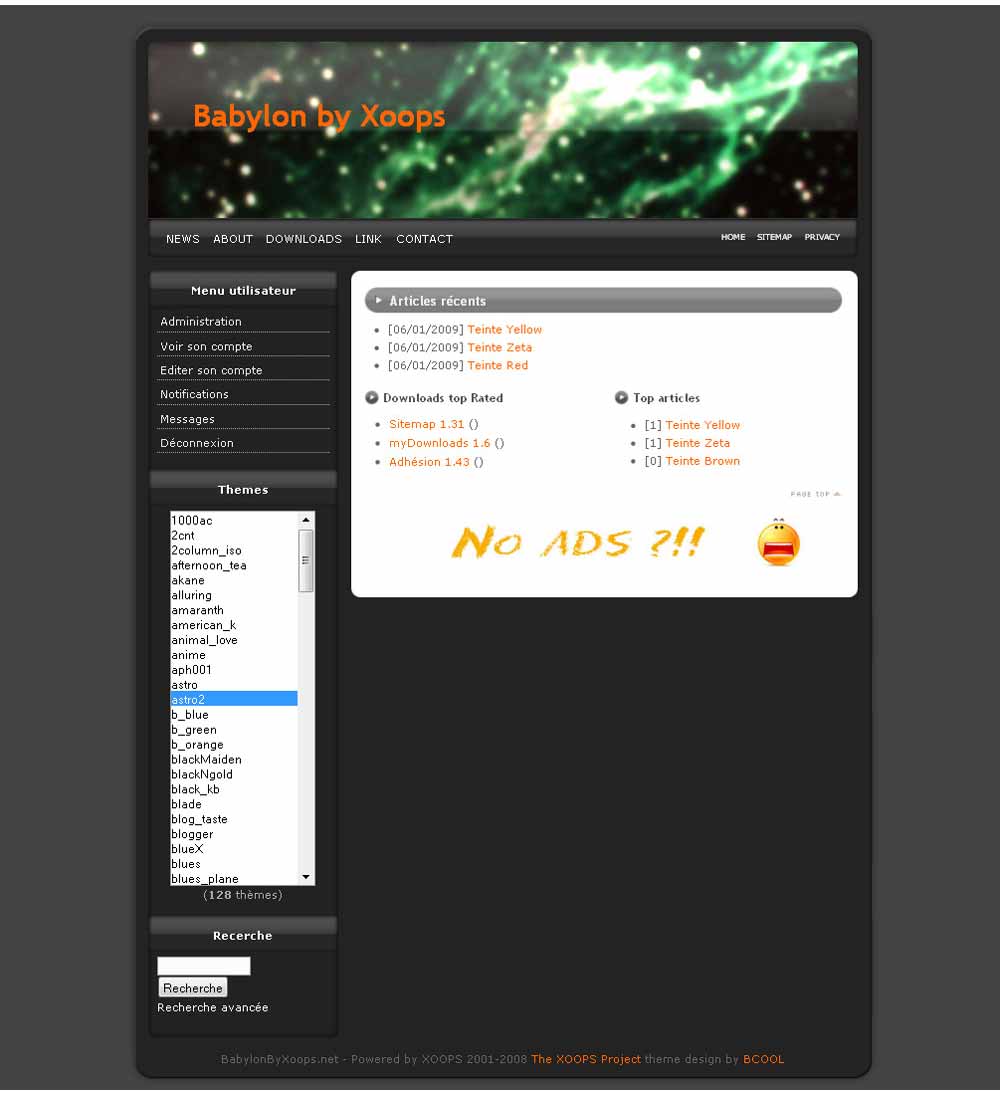 Babylon by Xoops
NEWS ABOUT DOWNLOADS LINK CONTACT
HOME SITEMAP PRIVACY
Menu utilisateur
Administration
Voir son compte
Editer son compte
Notifications
Messages
Déconnexion
Themes
1000ac
2cnt
2column_iso
afternoon_tea
akane
alluring
amaranth
american_k
animal_love
anime
aph001
astro
astro2
b_blue
b_green
b_orange
blackMaiden
blackNgold
black_kb
blade
blog_taste
blogger
blueX
blues
blues_plane
(128 thèmes)
Recerche
Recherche
Recherche avancée
Articles récents
[06/01/2009] Teinte Yellow
[06/01/2009] Teinte Zeta
[06/01/2009] Teinte Red
Downloads top Rated
Sitemap 1.31 ()
myDownloads 1.6 ()
Adhésion 1.43 ()
Top articles
[1] Teinte Yellow
[1] Teinte Zeta
[0] Teinte Brown
PAGE TOP
No ADS ?!!
BabylonByXoops.net - Powered by XOOPS 2001-2008 The XOOPS Project theme design by BCOOL